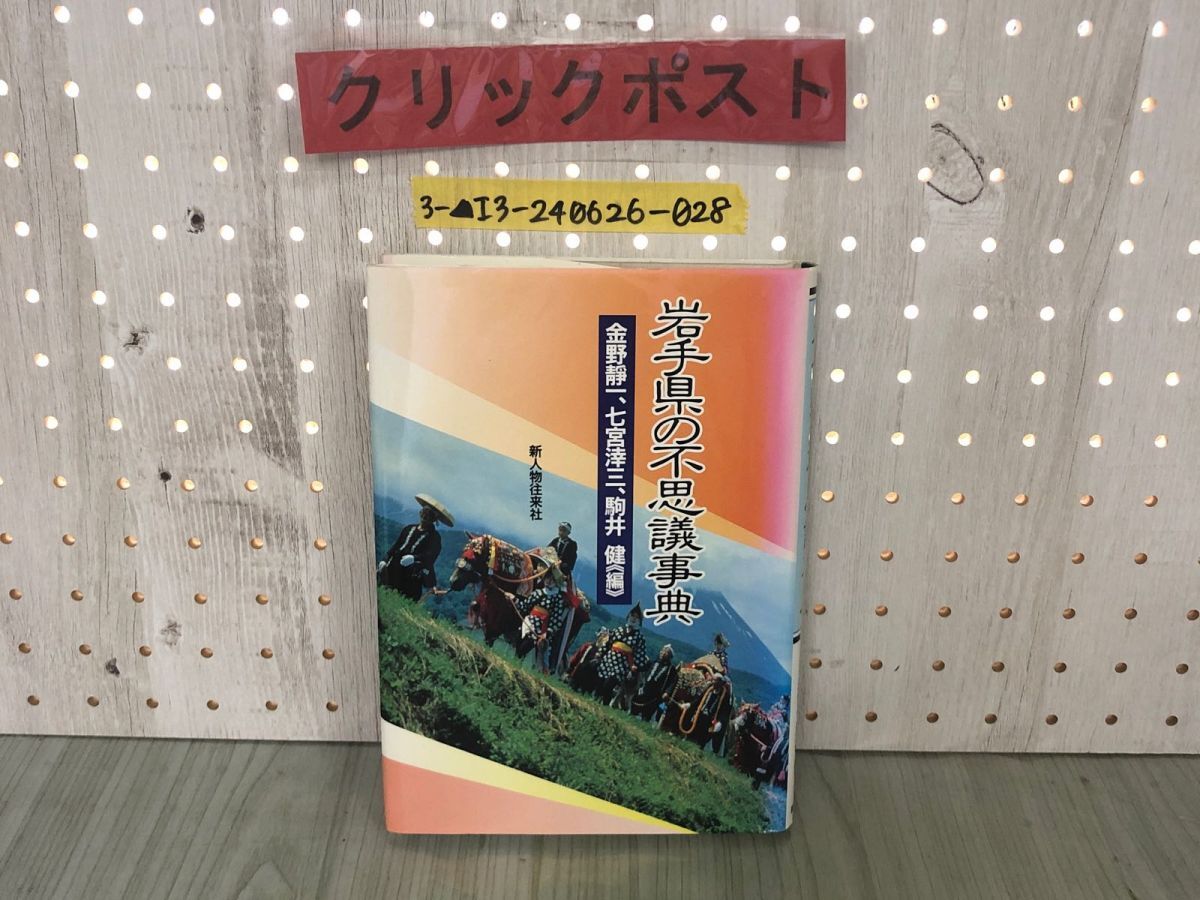 クリックポスト
3-▲I3-240626-028
岩手県の不思議事典
金野靜一、七宮涬三、駒井 健《編》
新人物往来社